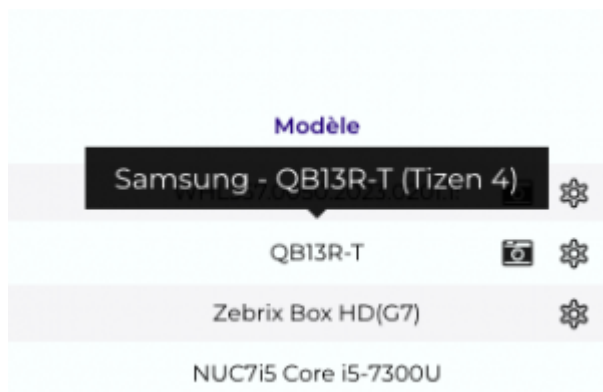 Modèle
Samsung - QB13R-T (Tizen 4)
QB13R-T
Zebrix Box HD(G7)
NUC7i5 Core i5-7300U